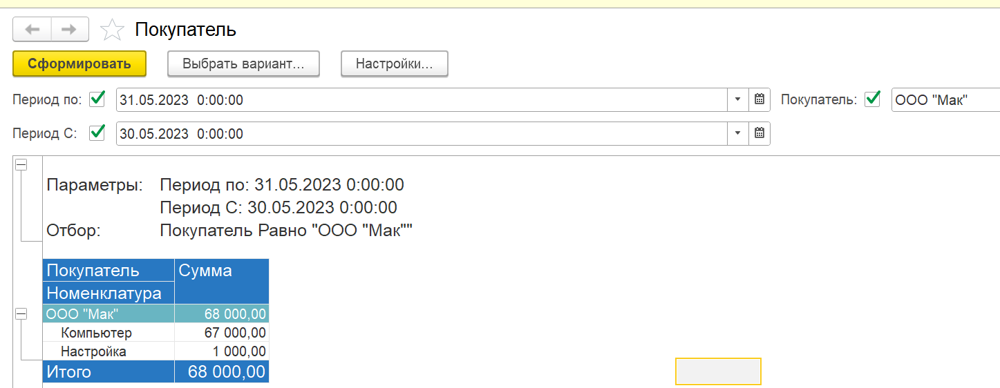 Покупатель
Сформировать Выбрать вариант... Настройки...
Период по: 31.05.2023 0:00:00 Покупатель: ООО "Мак"
Период С: 30.05.2023 0:00:00
Параметры: Период по: 31.05.2023 0:00:00
Период С: 30.05.2023 0:00:00
Отбор: Покупатель Равно "ООО "Мак""
Покупатель Сумма
Номенклатура
ООО "Мак" 68 000,00
Компьютер 67 000,00
Настройка 1 000,00
Итого 68 000,00